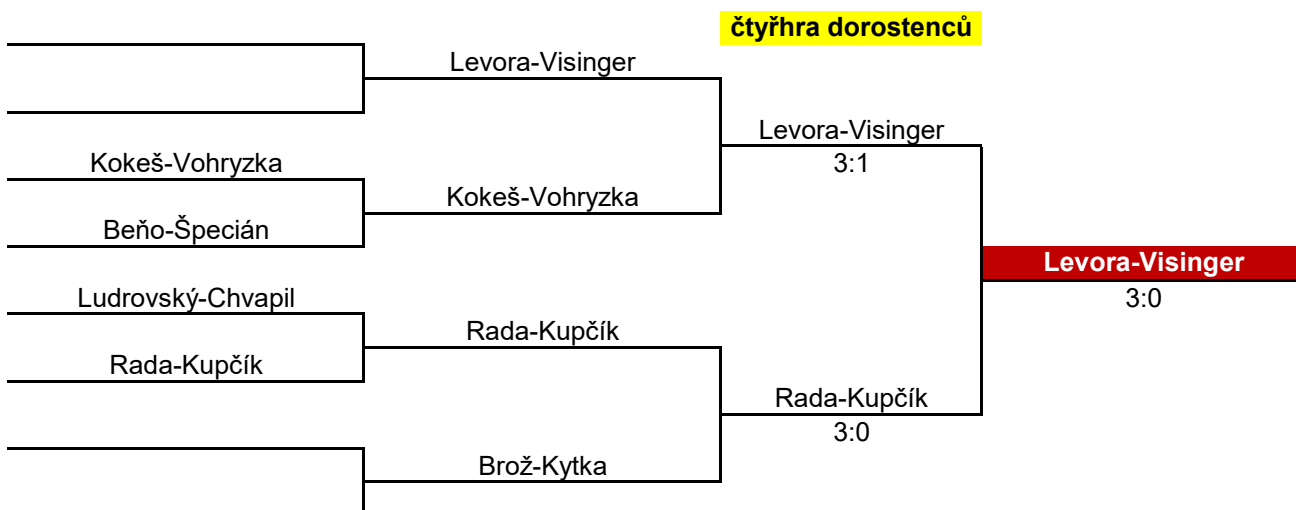 čtyřhra dorostenců
Levora-Visinger
Levora-Visinger
3:1
Kokeš-Vohryzka
Kokeš-Vohryzka
Beňo-Špecián
Levora-Visinger
3:0
Ludrovský-Chvapil
Rada-Kupčík
Rada-Kupčík
Rada-Kupčík
3:0
Brož-Kytka